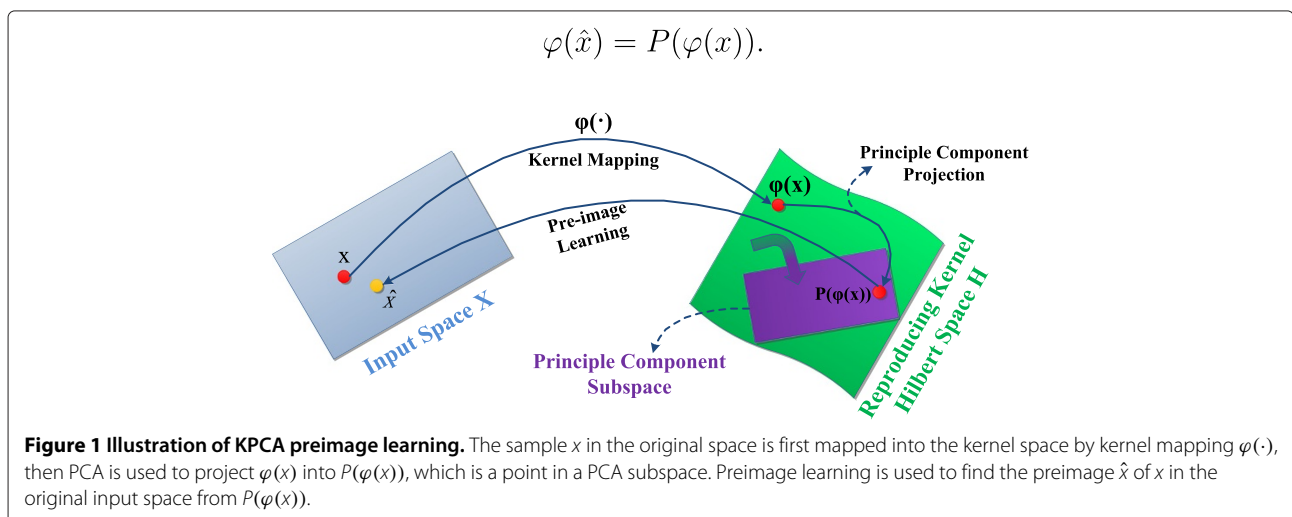 φ(x̂) = P(φ(x)).
φ(·)
Kernel Mapping
Principle Component
Projection
φ(x)
Pre-image
Learning
x
x̂
P(φ(x))
Input Space X
Principle Component
Subspace
Reproducing Kernel
Hilbert Space H
Figure 1 Illustration of KPCA preimage learning. The sample x in the original space is first mapped into the kernel space by kernel mapping φ(·),
then PCA is used to project φ(x) into P(φ(x)), which is a point in a PCA subspace. Preimage learning is used to find the preimage x̂ of x in the
original input space from P(φ(x)).